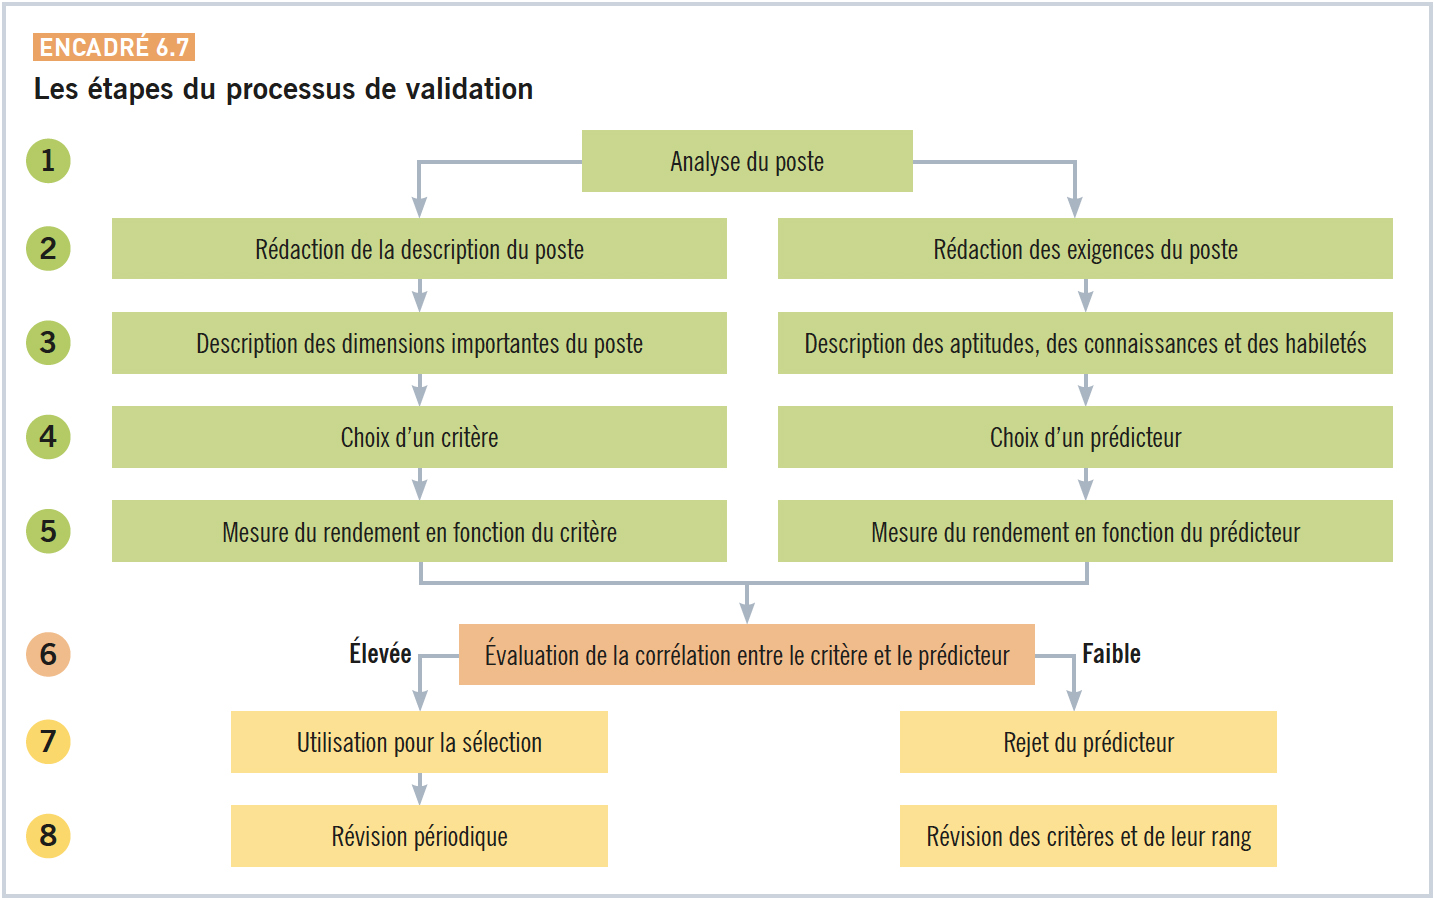 ENCADRÉ 6.7
Les étapes du processus de validation
1
Analyse du poste
2
Rédaction de la description du poste
Rédaction des exigences du poste
3
Description des dimensions importantes du poste
Description des aptitudes, des connaissances et des habiletés
4
Choix d’un critère
Choix d’un prédicteur
5
Mesure du rendement en fonction du critère
Mesure du rendement en fonction du prédicteur
6
Élevée
Évaluation de la corrélation entre le critère et le prédicteur
Faible
7
Utilisation pour la sélection
Rejet du prédicteur
8
Révision périodique
Révision des critères et de leur rang